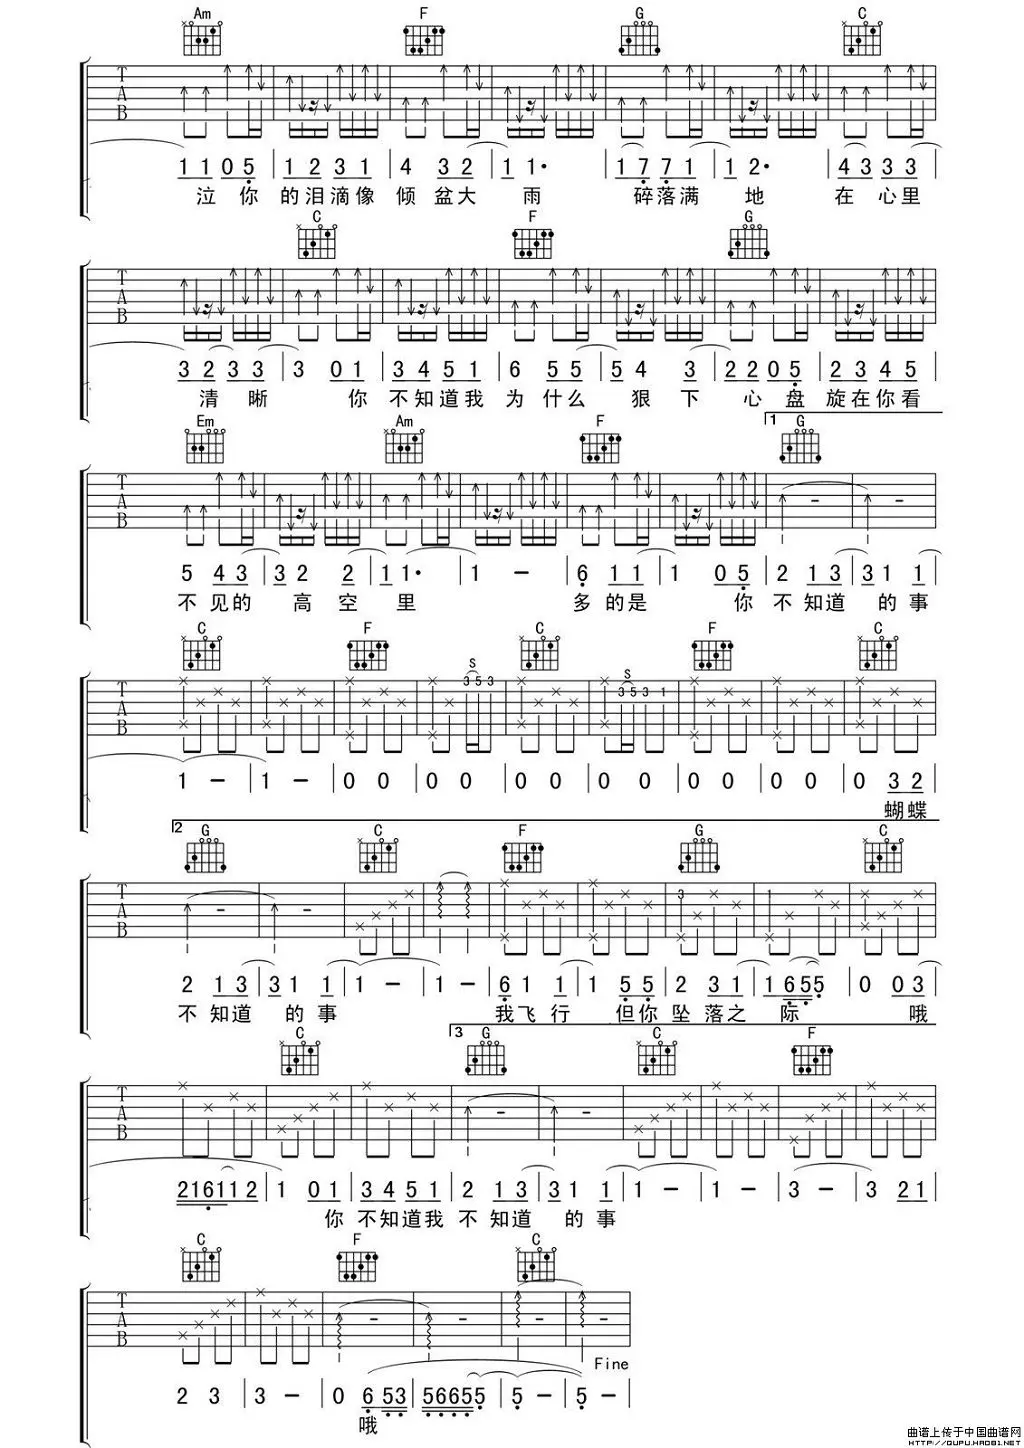 Am F G C
T A B
1 1 0 5 | 1 2 3 1 | 4 3 2 | 1 1· | 1 7 7 1 | 1 2· | 4 3 3 3
泣 你 的泪滴像 倾 盆大 雨 碎落满 地 在 心里
C F G
T A B
3 2 3 3 | 3 0 1 | 3 4 5 1 | 6 5 5 | 5 4 3 | 2 2 0 5 | 2 3 4 5
清 晰 你 不知道我 为 什么 狠 下 心 盘 旋在你看
Em Am F 1 G
T A B
5 4 3 | 3 2 2 | 1 1· | 1 - | 6 1 1 | 1 0 5 | 2 1 3 | 3 1 1
不 见的 高 空 里 多 的是 你 不 知道 的事
C F S C S F C
T A B 3 5 3 3 5 3 1
1 - | 1 - | 0 0 | 0 0 | 0 0 | 0 0 | 0 0 | 0 0 | 0 3 2
蝴蝶
2 G C F G C
T A B 3 1
2 1 3 | 3 1 1 | 1 - | 1 - | 6 1 1 | 1 5 5 | 2 3 1 | 1 6 5 5 | 0 0 3
不 知道 的事 我飞 行 但你 坠 落之 际 哦
C 3 G C F
T A B
2 1 6 1 1 1 2 | 1 0 1 | 3 4 5 1 | 2 1 3 | 3 1 1 | 1 - | 1 - | 3 - | 3 2 1
你 不知道我 不 知道 的事
C F C
T A B
Fine
2 3 | 3 - | 0 6 5 3 | 5 6 6 5 5 | 5 - | 5 -
哦
曲谱上传于中国曲谱网
HTTP://QUPU.HAO81.NET